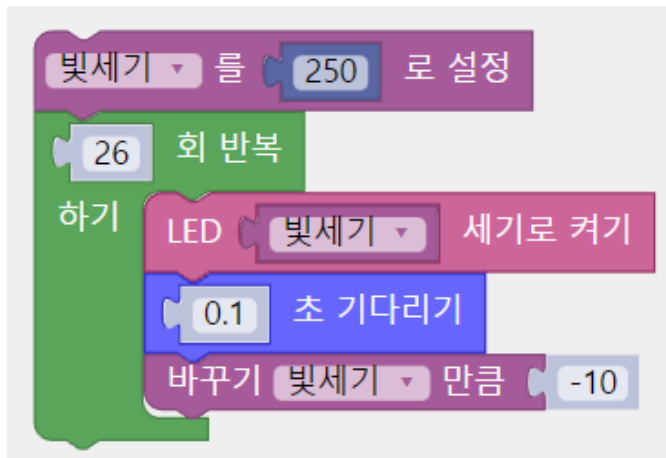 빛세기 를 250 로 설정
26 회 반복
하기
LED 빛세기 세기로 켜기
0.1 초 기다리기
바꾸기 빛세기 만큼 -10